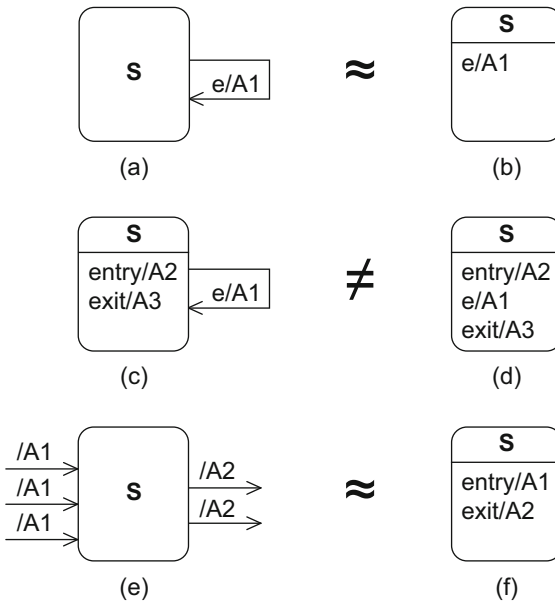 S
e/A1
≈
S
e/A1
(a)
(b)
S
entry/A2
exit/A3
e/A1
≠
S
entry/A2
e/A1
exit/A3
(c)
(d)
/A1
/A1
/A1
S
/A2
/A2
≈
S
entry/A1
exit/A2
(e)
(f)